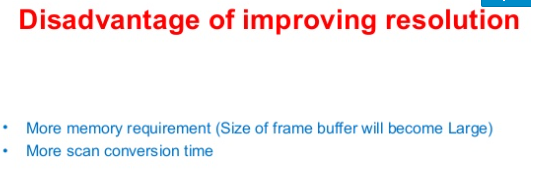 Disadvantage of improving resolution
• More memory requirement (Size of frame buffer will become Large)
• More scan conversion time